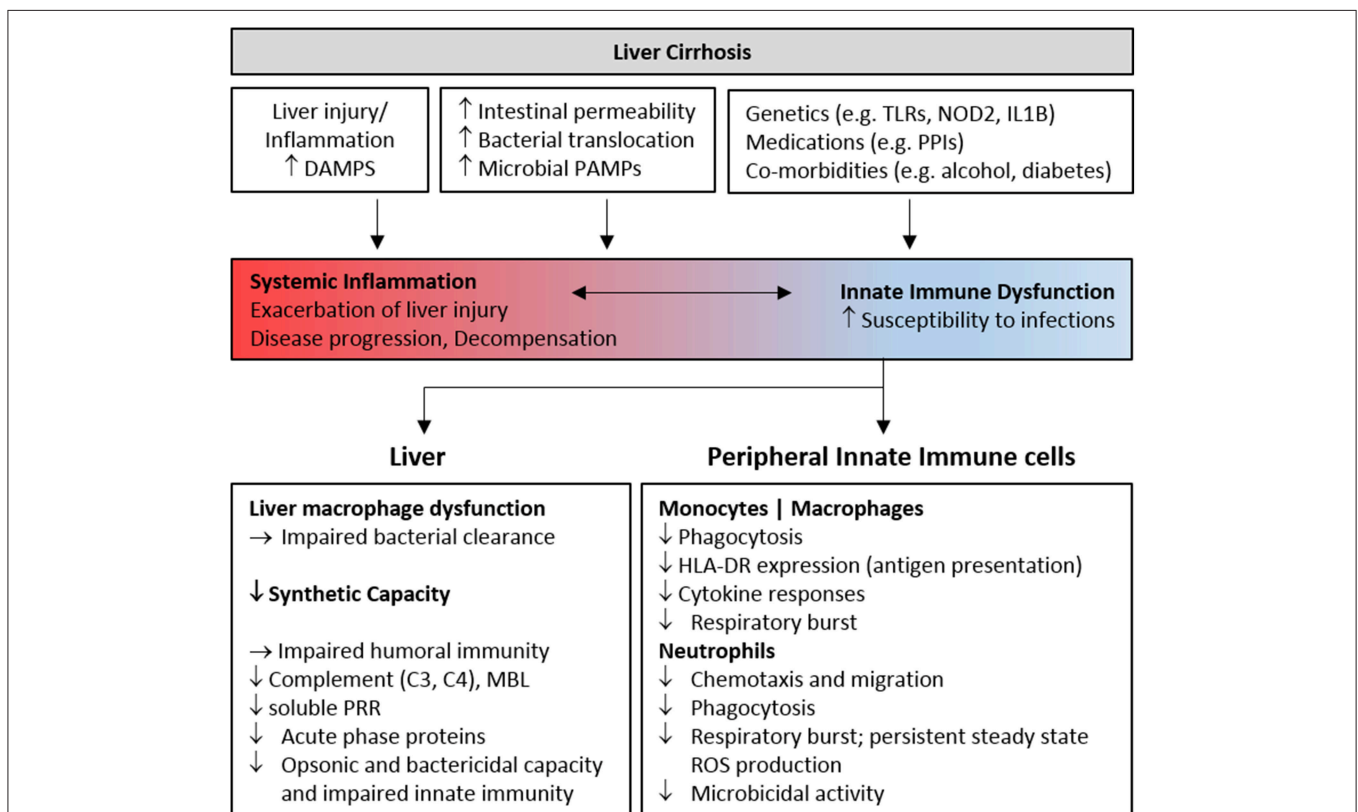 Liver Cirrhosis
Liver injury/
Inflammation
↑ DAMPS
↑ Intestinal permeability
↑ Bacterial translocation
↑ Microbial PAMPs
Genetics (e.g. TLRs, NOD2, IL1B)
Medications (e.g. PPIs)
Co-morbidities (e.g. alcohol, diabetes)
Systemic Inflammation
Exacerbation of liver injury
Disease progression, Decompensation
Innate Immune Dysfunction
↑ Susceptibility to infections
Liver
Liver macrophage dysfunction
→ Impaired bacterial clearance
↓ Synthetic Capacity
→ Impaired humoral immunity
↓ Complement (C3, C4), MBL
↓ soluble PRR
↓ Acute phase proteins
↓ Opsonic and bactericidal capacity
and impaired innate immunity
Peripheral Innate Immune cells
Monocytes | Macrophages
↓ Phagocytosis
↓ HLA-DR expression (antigen presentation)
↓ Cytokine responses
↓ Respiratory burst
Neutrophils
↓ Chemotaxis and migration
↓ Phagocytosis
↓ Respiratory burst; persistent steady state
ROS production
↓ Microbicidal activity